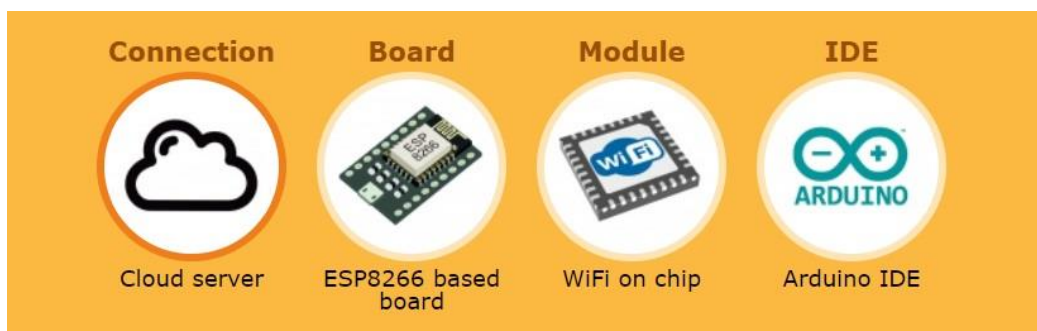 Connection Board Module IDE
ESP
8266
WiFi
ARDUINO
Cloud server ESP8266 based WiFi on chip Arduino IDE
board